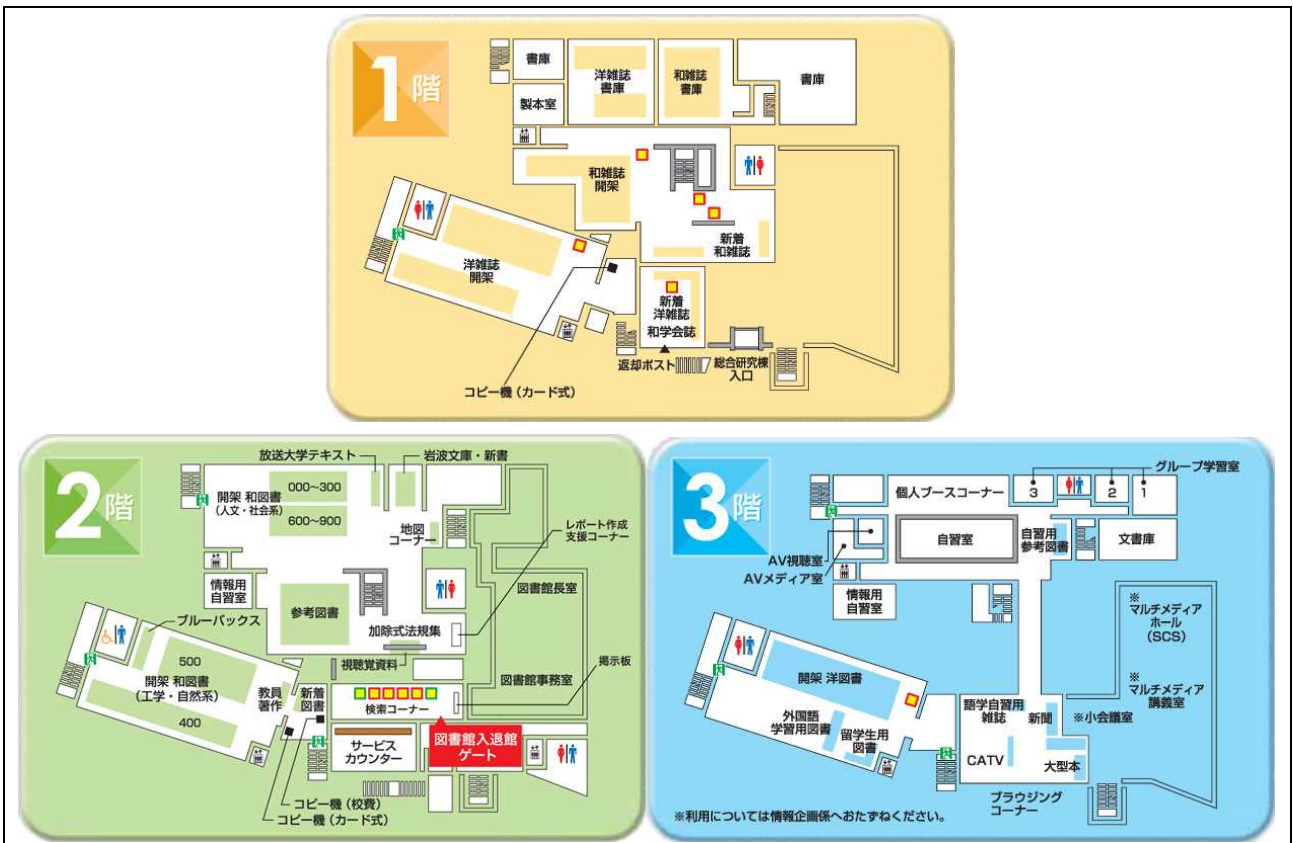 1階
書庫
洋雑誌
書庫
和雑誌
書庫
書庫
製本室
和雑誌
開架
新着
和雑誌
洋雑誌
開架
新着
洋雑誌
和学会誌
返却ポスト
総合研究棟
入口
コピー機(カード式)
2階
放送大学テキスト
岩波文庫・新書
開架 和図書
(人文・社会系)
000~300
600~900
地図
コーナー
レポート作成
支援コーナー
情報用
自習室
図書館長室
参考図書
ブルーバックス
加除式法規集
掲示板
視聴覚資料
図書館事務室
500
開架 和図書
(工学・自然系)
400
教員
著作
新着
図書
検索コーナー
サービス
カウンター
図書館入退館
ゲート
コピー機(校費)
コピー機(カード式)
3階
グループ学習室
個人ブースコーナー
3
2
1
自習室
自習用
参考図書
文書庫
AV視聴室
AVメディア室
情報用
自習室
※
マルチメディア
ホール
(SCS)
開架 洋図書
※
マルチメディア
講義室
語学自習用
雑誌
新聞
※小会議室
外国語
学習用図書
留学生用
図書
CATV
大型本
ブラウジング
コーナー
※利用については情報企画係へおたずねください。